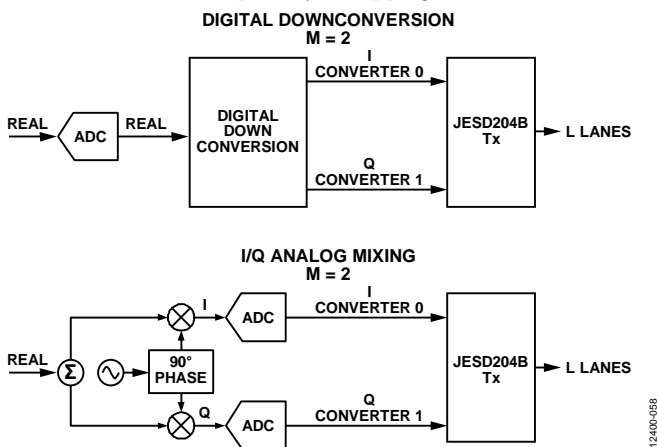 DIGITAL DOWNCONVERSION
M = 2
I
CONVERTER 0
REAL
ADC
REAL
DIGITAL
DOWN
CONVERSION
JESD204B
Tx
L LANES
Q
CONVERTER 1
I/Q ANALOG MIXING
M = 2
I
ADC
I
CONVERTER 0
REAL
Σ
90°
PHASE
JESD204B
Tx
L LANES
Q
ADC
Q
CONVERTER 1
12400-058